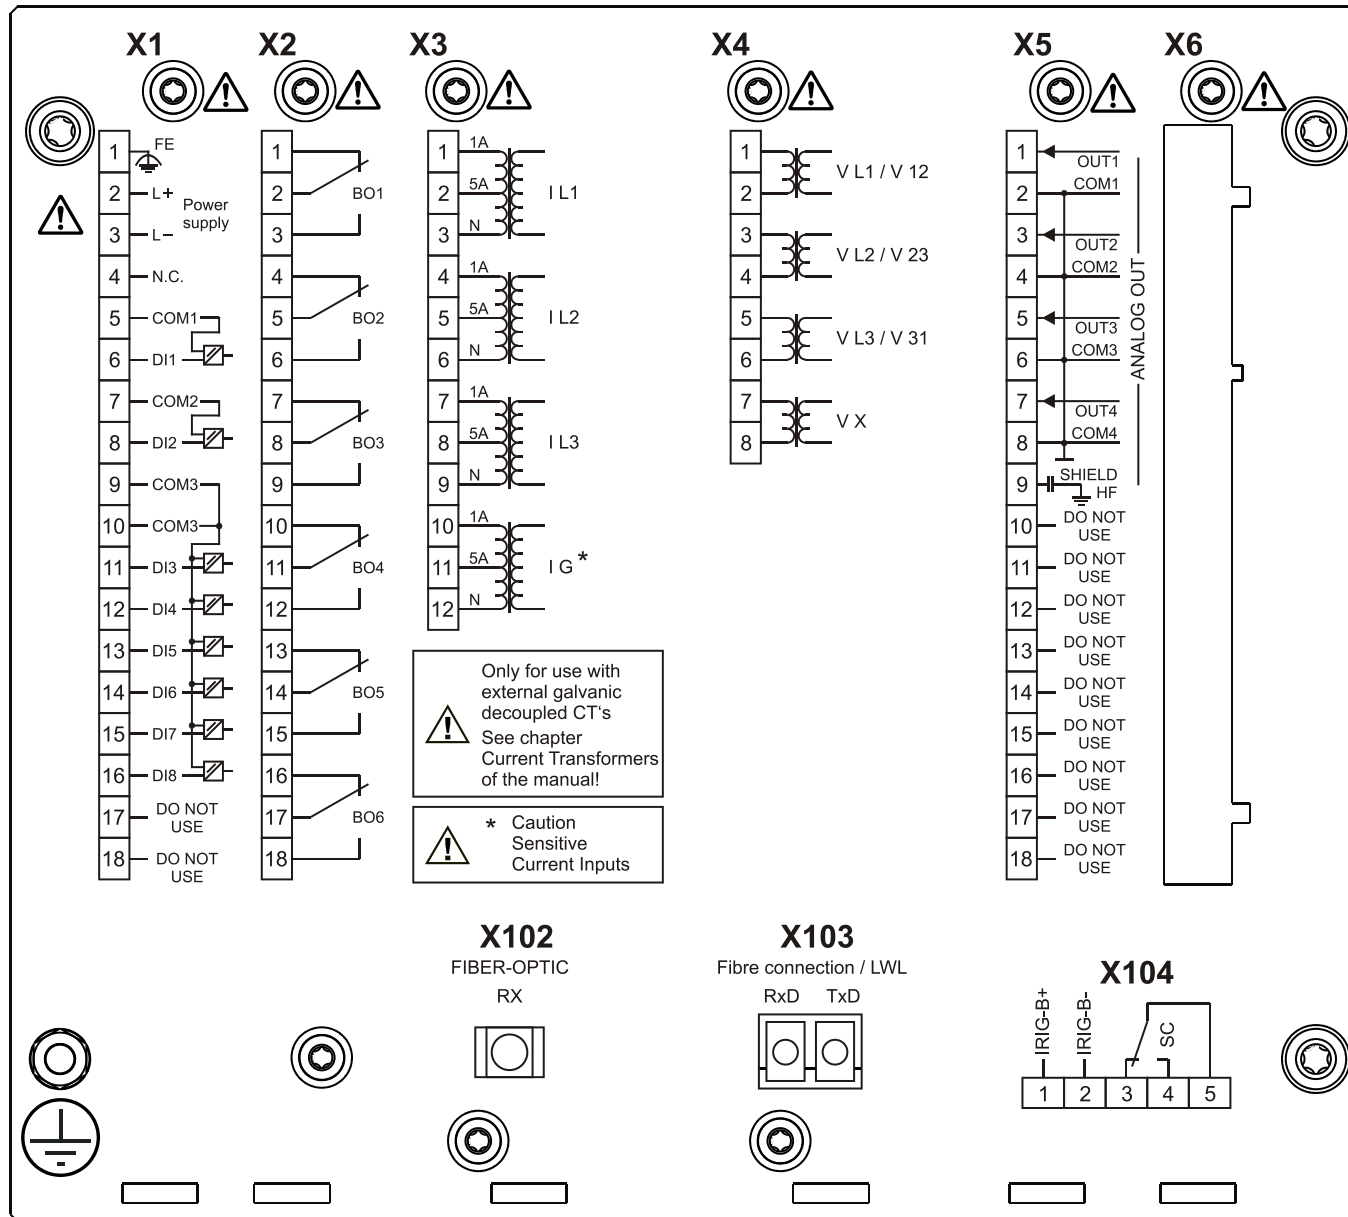 X1
X2
X3
X4
X5
X6
1
FE
2
L+
Power
supply
3
L−
4
N.C.
5
COM1
6
DI1
7
COM2
8
DI2
9
COM3
10
COM3
11
DI3
12
DI4
13
DI5
14
DI6
15
DI7
16
DI8
17
DO NOT
USE
18
DO NOT
USE
1
2
BO1
3
4
5
BO2
6
7
8
BO3
9
10
11
BO4
12
13
14
BO5
15
16
17
BO6
18
1
1A
2
5A
I L1
3
N
4
1A
5
5A
I L2
6
N
7
1A
8
5A
I L3
9
N
10
1A
11
5A
I G *
12
N
Only for use with
external galvanic
decoupled CT's
See chapter
Current Transformers
of the manual!
* Caution
Sensitive
Current Inputs
1
V L1 / V 12
2
3
V L2 / V 23
4
5
V L3 / V 31
6
7
V X
8
1
OUT1
2
COM1
3
OUT2
4
COM2
5
OUT3
6
COM3
7
OUT4
8
COM4
ANALOG OUT
9
SHIELD
HF
10
DO NOT
USE
11
DO NOT
USE
12
DO NOT
USE
13
DO NOT
USE
14
DO NOT
USE
15
DO NOT
USE
16
DO NOT
USE
17
DO NOT
USE
18
DO NOT
USE
X102
FIBER-OPTIC
RX
X103
Fibre connection / LWL
RxD TxD
X104
IRIG-B+
IRIG-B-
SC
1 2 3 4 5